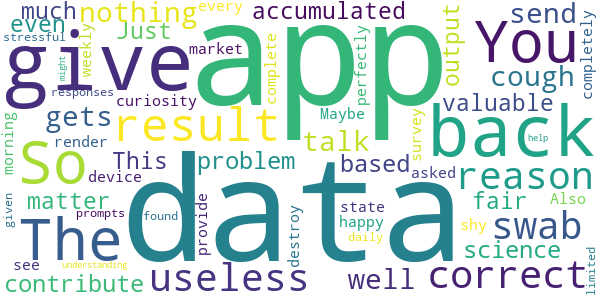 even nothing every Just much accumulated send
stressful You
weekly might give app market complete perfectly output cough completely
responses curiosity
gets result Maybe valuable back
morning render talk survey help
So This problem based asked reason
matter device data state fair Also
given The found prompts provide destroy happy shy swab
see daily science limited
contribute useless well correct
understanding